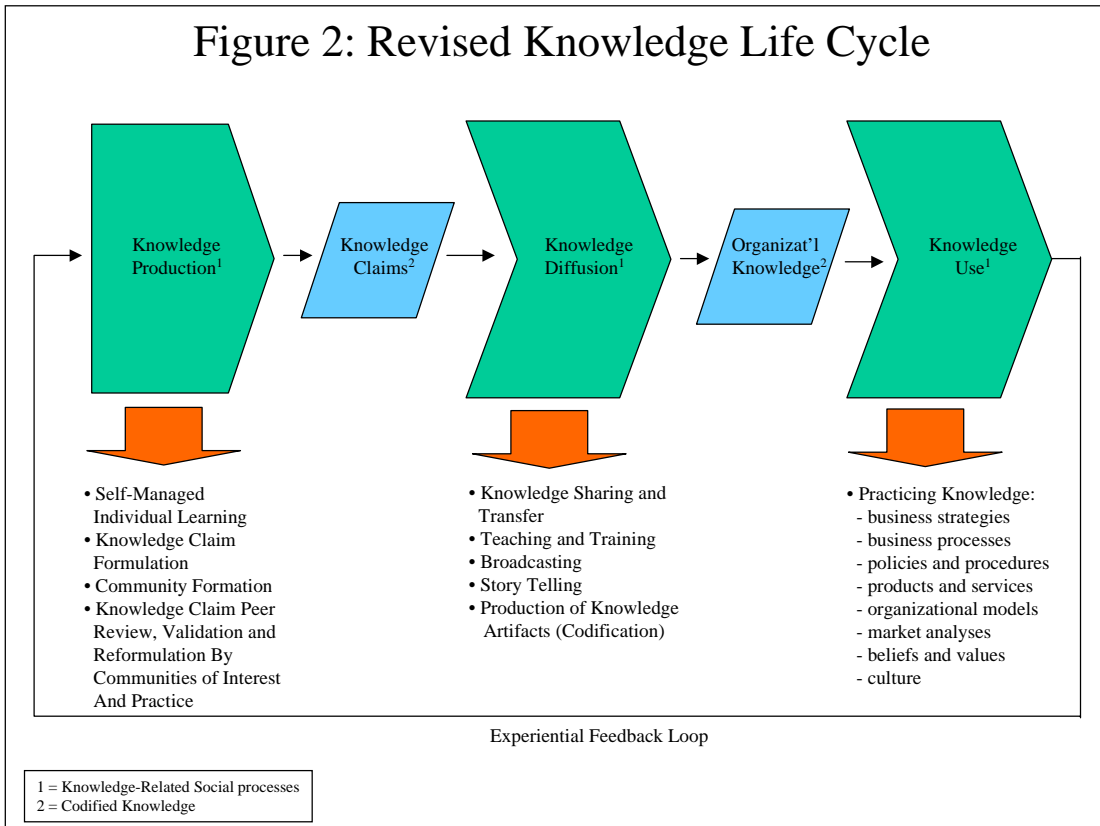 Figure 2: Revised Knowledge Life Cycle
Knowledge
Production1
Knowledge
Claims2
Knowledge
Diffusion1
Organizat'l
Knowledge2
Knowledge
Use1
• Self-Managed
Individual Learning
• Knowledge Claim
Formulation
• Community Formation
• Knowledge Claim Peer
Review, Validation and
Reformulation By
Communities of Interest
And Practice
• Knowledge Sharing and
Transfer
• Teaching and Training
• Broadcasting
• Story Telling
• Production of Knowledge
Artifacts (Codification)
• Practicing Knowledge:
- business strategies
- business processes
- policies and procedures
- products and services
- organizational models
- market analyses
- beliefs and values
- culture
Experiential Feedback Loop
1 = Knowledge-Related Social processes
2 = Codified Knowledge